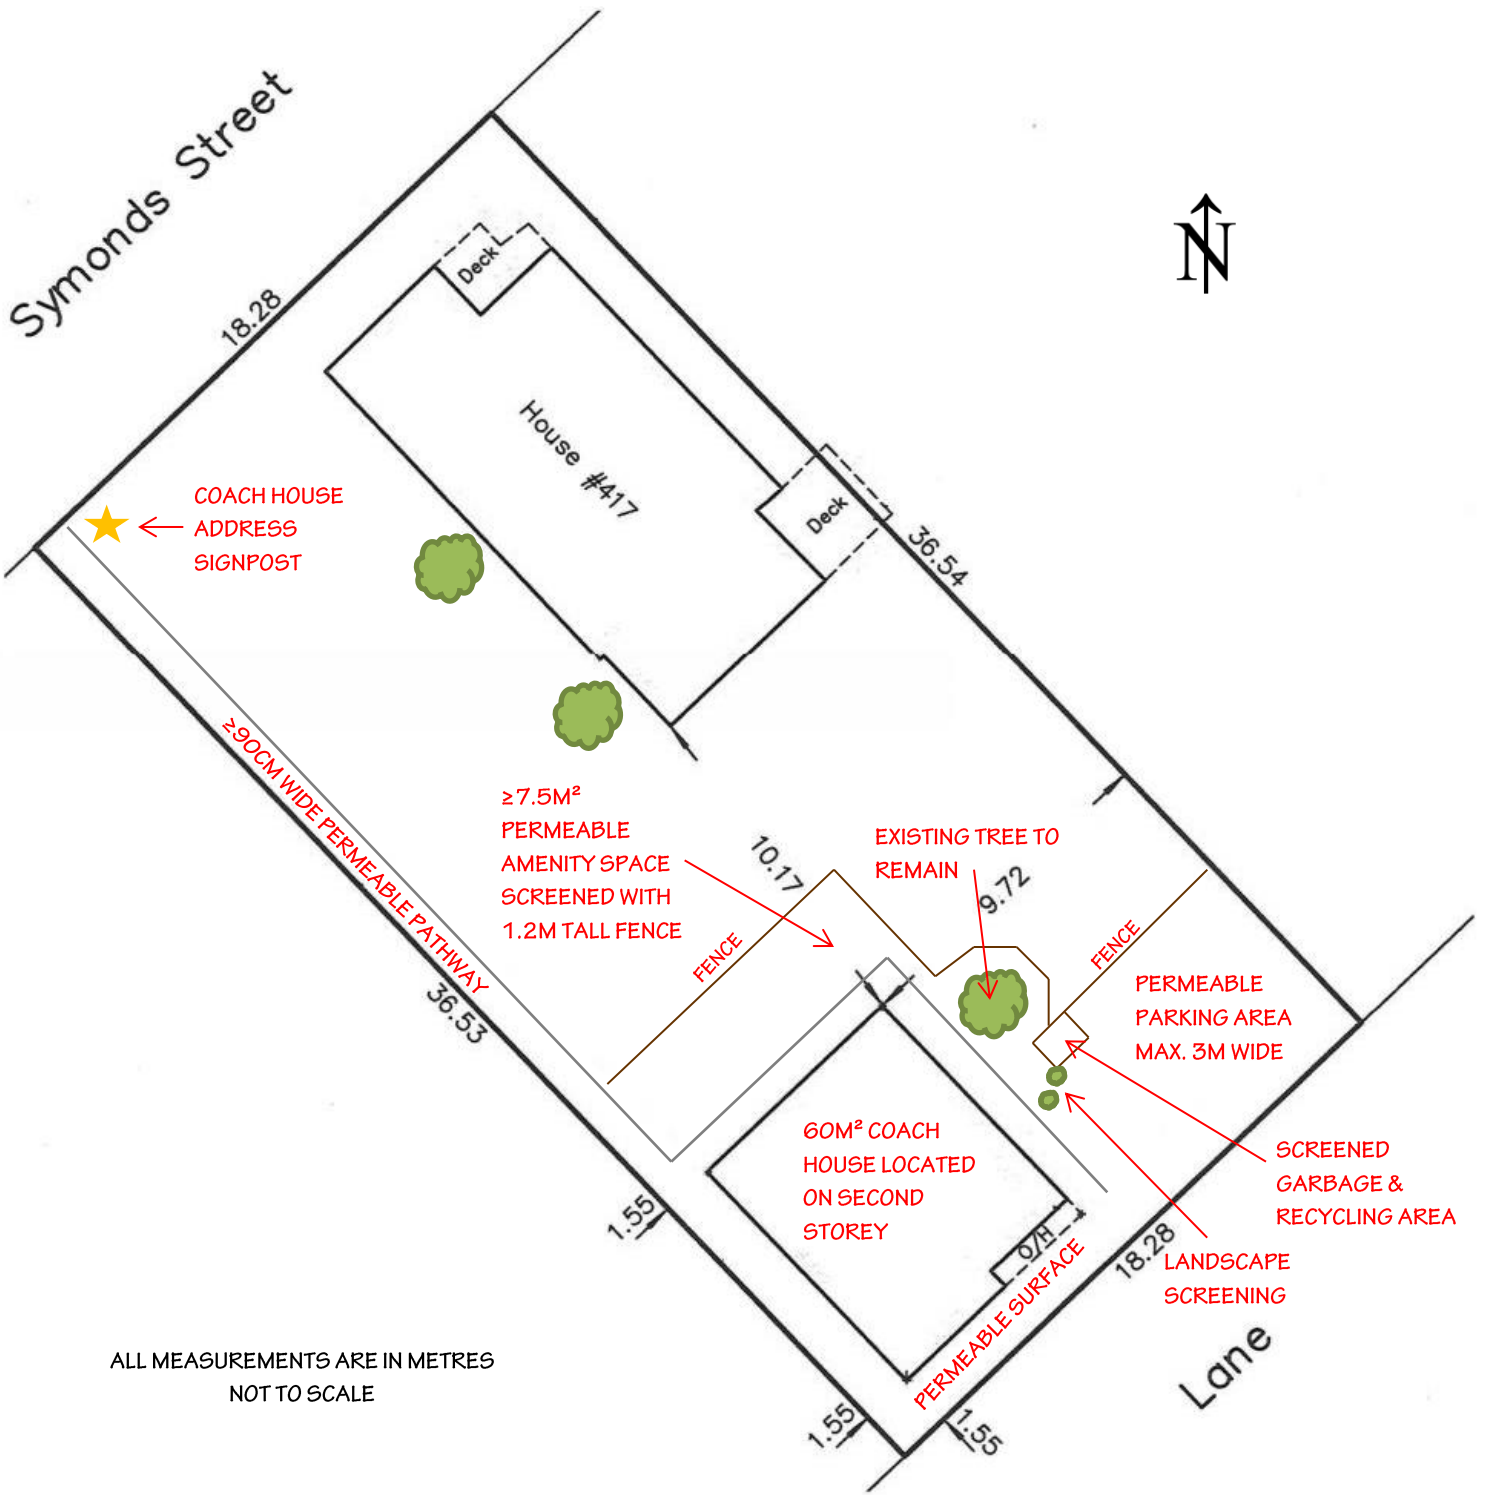 Symonds Street
N
18.28
Deck
House #417
Deck
36.54
COACH HOUSE
ADDRESS
SIGNPOST
≥90CM WIDE PERMEABLE PATHWAY
36.53
≥7.5M²
PERMEABLE
AMENITY SPACE
SCREENED WITH
1.2M TALL FENCE
10.17
EXISTING TREE TO
REMAIN
9.72
FENCE
FENCE
PERMEABLE
PARKING AREA
MAX. 3M WIDE
60M² COACH
HOUSE LOCATED
ON SECOND
STOREY
SCREENED
GARBAGE &
RECYCLING AREA
1.55
O/H
PERMEABLE SURFACE
18.28
LANDSCAPE
SCREENING
Lane
ALL MEASUREMENTS ARE IN METRES
NOT TO SCALE
1.55
1.55